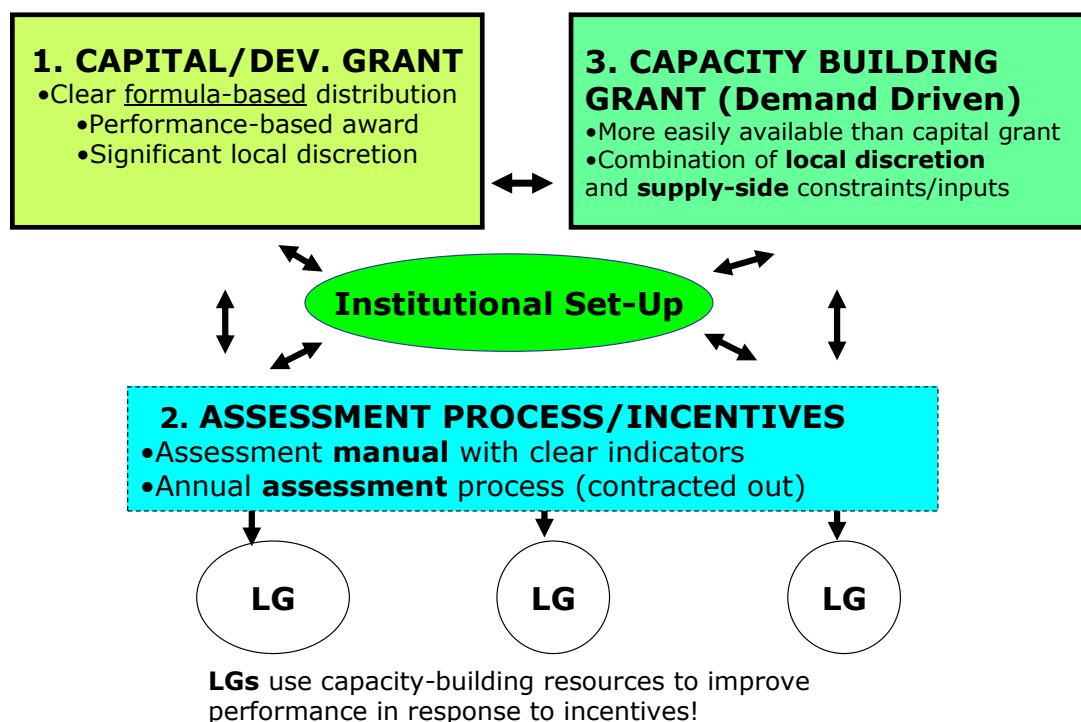 1. CAPITAL/DEV. GRANT
•Clear formula-based distribution
•Performance-based award
•Significant local discretion
3. CAPACITY BUILDING
GRANT (Demand Driven)
•More easily available than capital grant
•Combination of local discretion
and supply-side constraints/inputs
Institutional Set-Up
2. ASSESSMENT PROCESS/INCENTIVES
•Assessment manual with clear indicators
•Annual assessment process (contracted out)
LG
LG
LG
LGs use capacity-building resources to improve
performance in response to incentives!